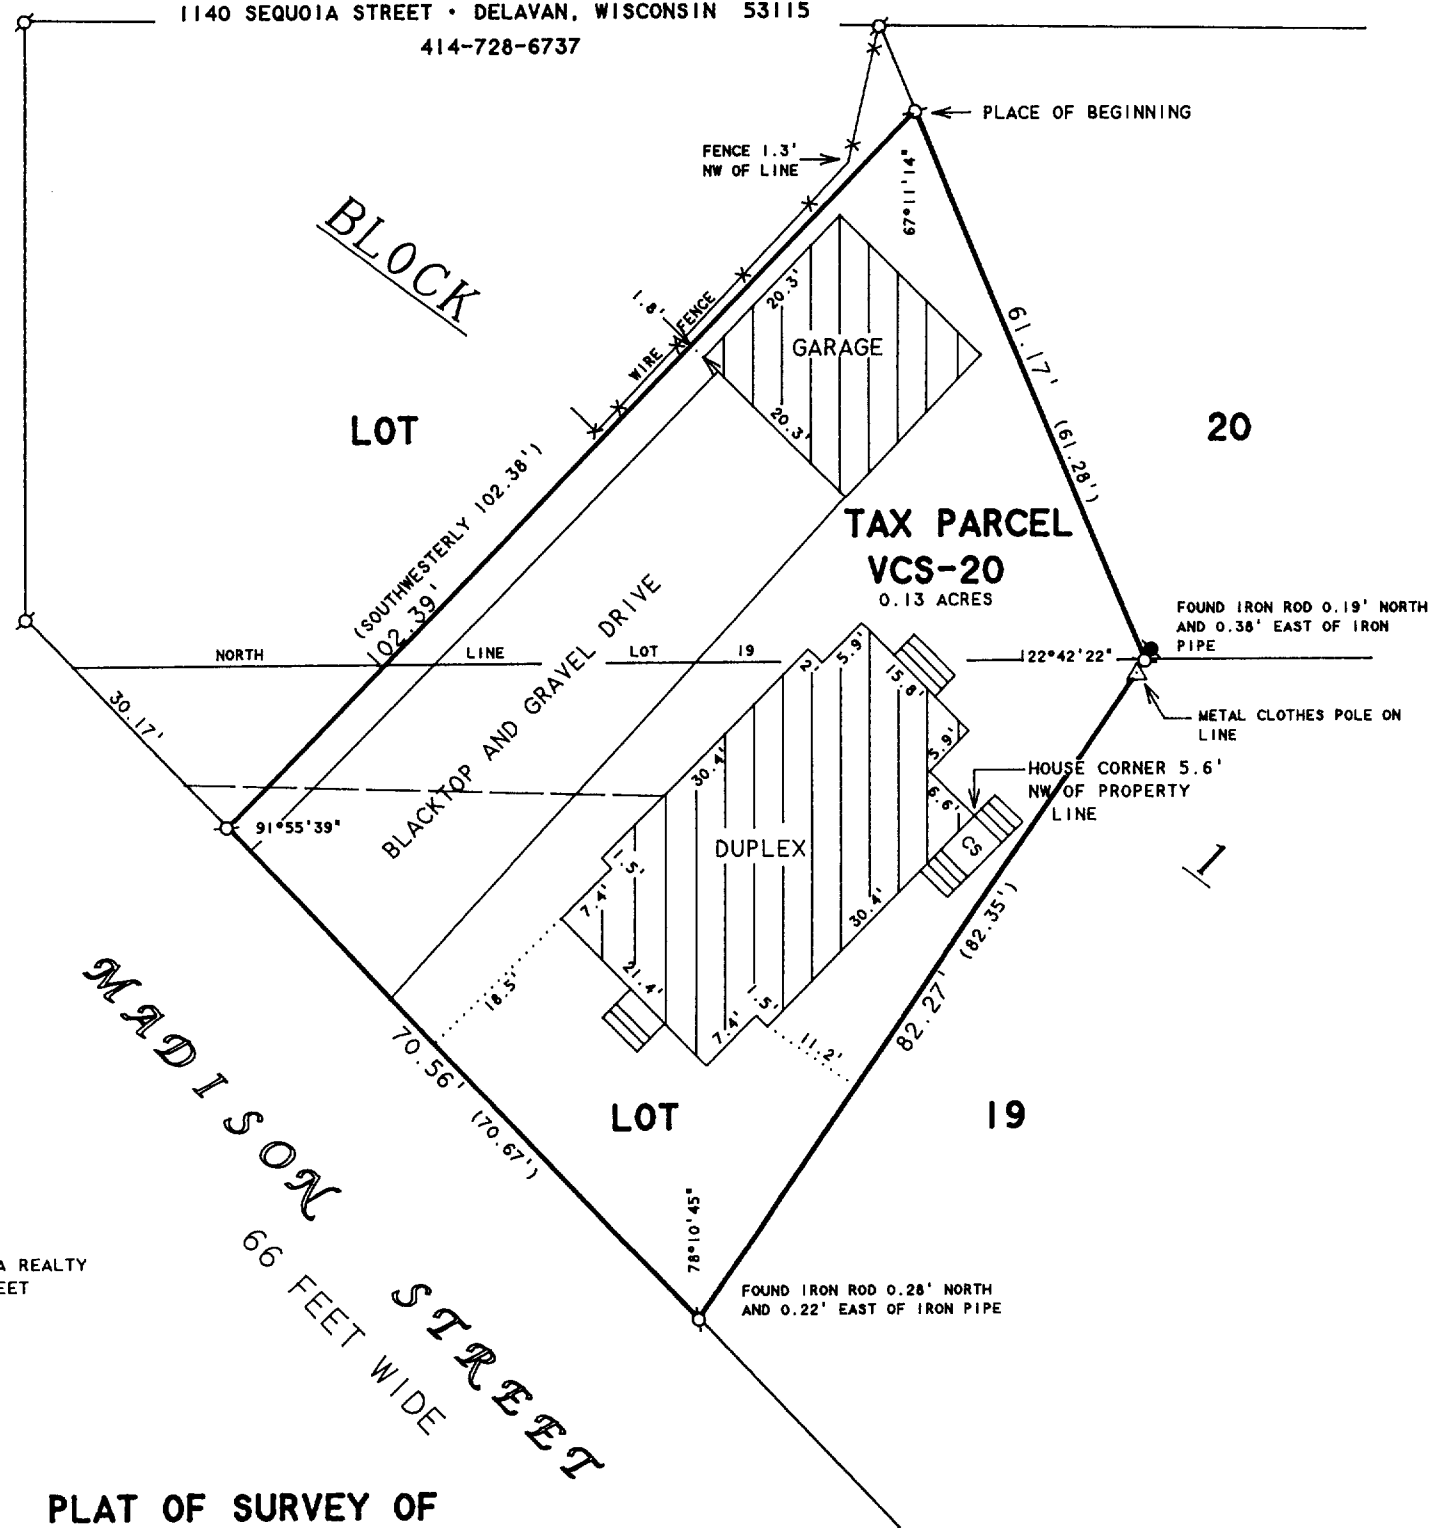 1140 SEQUOIA STREET • DELAVAN, WISCONSIN 53115
414-728-6737
PLACE OF BEGINNING
FENCE 1.3'
NW OF LINE
67°11'14"
BLOCK
1.8'
WIRE FENCE
20.3'
GARAGE
20.3'
61.17'
(61.28')
LOT
20
(SOUTHWESTERLY 102.38')
102.39'
TAX PARCEL
VCS-20
0.13 ACRES
FOUND IRON ROD 0.19' NORTH
AND 0.38' EAST OF IRON
PIPE
NORTH LINE LOT 19
122°42'22"
30.17'
BLACKTOP AND GRAVEL DRIVE
2'
5.9'
15.8'
METAL CLOTHES POLE ON
LINE
5.9'
30.4'
HOUSE CORNER 5.6'
NW OF PROPERTY
LINE
6.6'
91°55'39"
DUPLEX
CS
1
1.5'
7.4'
30.4'
(82.35')
82.27'
21.4'
18.5'
1.5'
7.4'
11.2'
MADISON STREET
70.56'
(70.67')
LOT
19
78°10'45"
66 FEET WIDE
A REALTY
EET
FOUND IRON ROD 0.28' NORTH
AND 0.22' EAST OF IRON PIPE
PLAT OF SURVEY OF